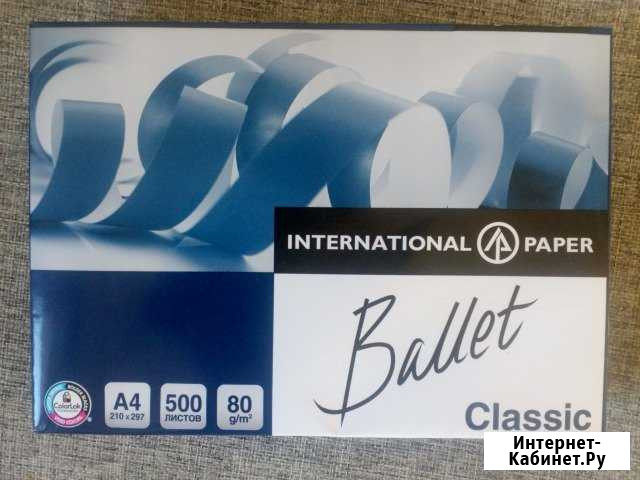 INTERNATIONAL PAPER
Ballet
Classic
ColorLok
A4
210 x 297
500
ЛИСТОВ
80
g/m²
Интернет-
Кабинет.Ру